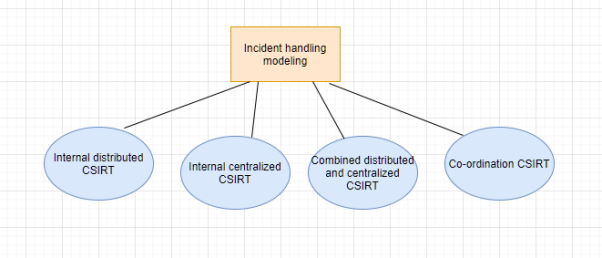 Incident handling
modeling
Internal distributed
CSIRT
Internal centralized
CSIRT
Combined distributed
and centralized
CSIRT
Co-ordination CSIRT